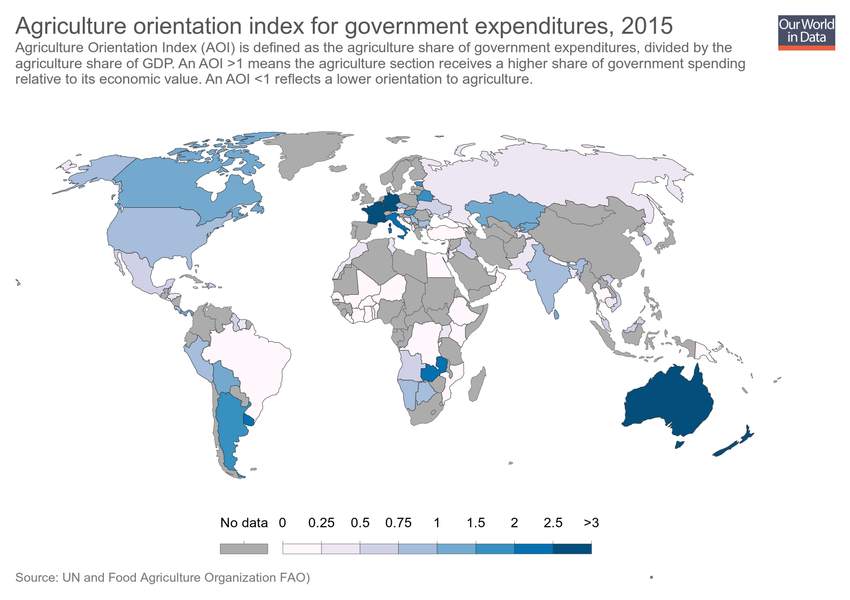 Agriculture orientation index for government expenditures, 2015
Our World
in Data
Agriculture Orientation Index (AOI) is defined as the agriculture share of government expenditures, divided by the
agriculture share of GDP. An AOI >1 means the agriculture section receives a higher share of government spending
relative to its economic value. An AOI <1 reflects a lower orientation to agriculture.
No data 0 0.25 0.5 0.75 1 1.5 2 2.5 >3
Source: UN and Food Agriculture Organization FAO)